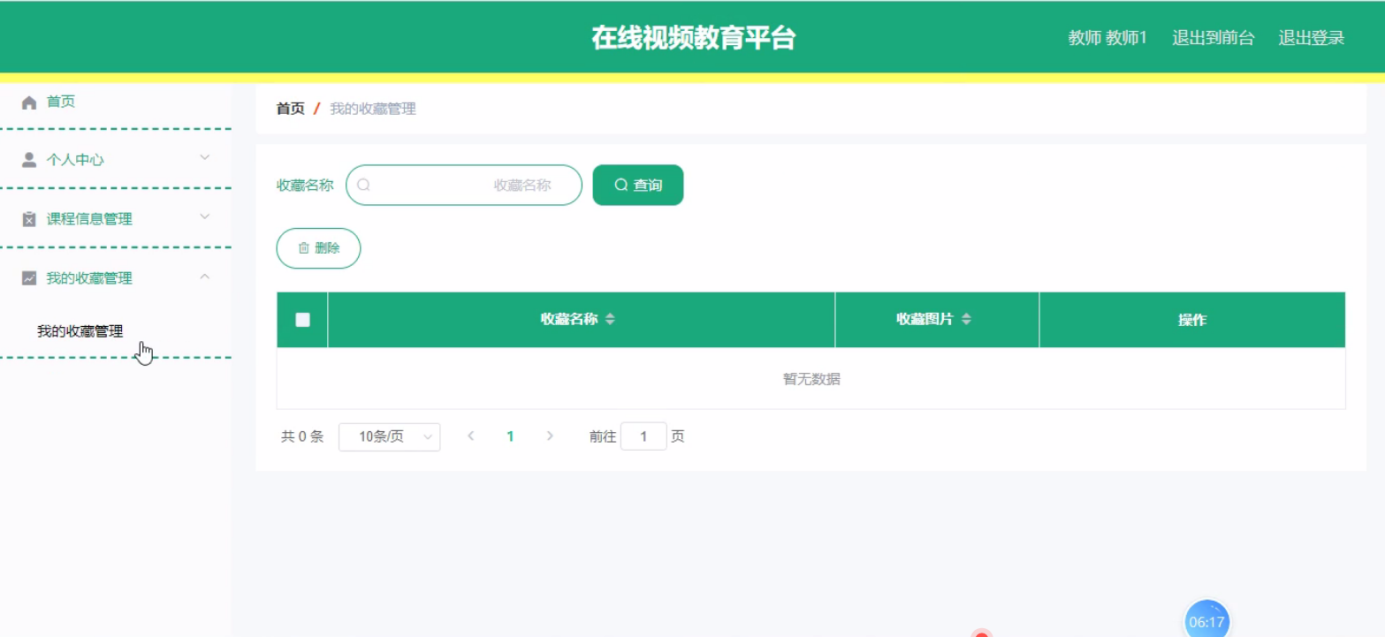 在线视频教育平台
教师 教师1 退出到前台 退出登录
首页
个人中心
课程信息管理
我的收藏管理
我的收藏管理
首页 / 我的收藏管理
收藏名称 收藏名称 查询
删除
收藏名称 收藏图片 操作
暂无数据
共 0 条 10条/页 1 前往 1 页
06:17